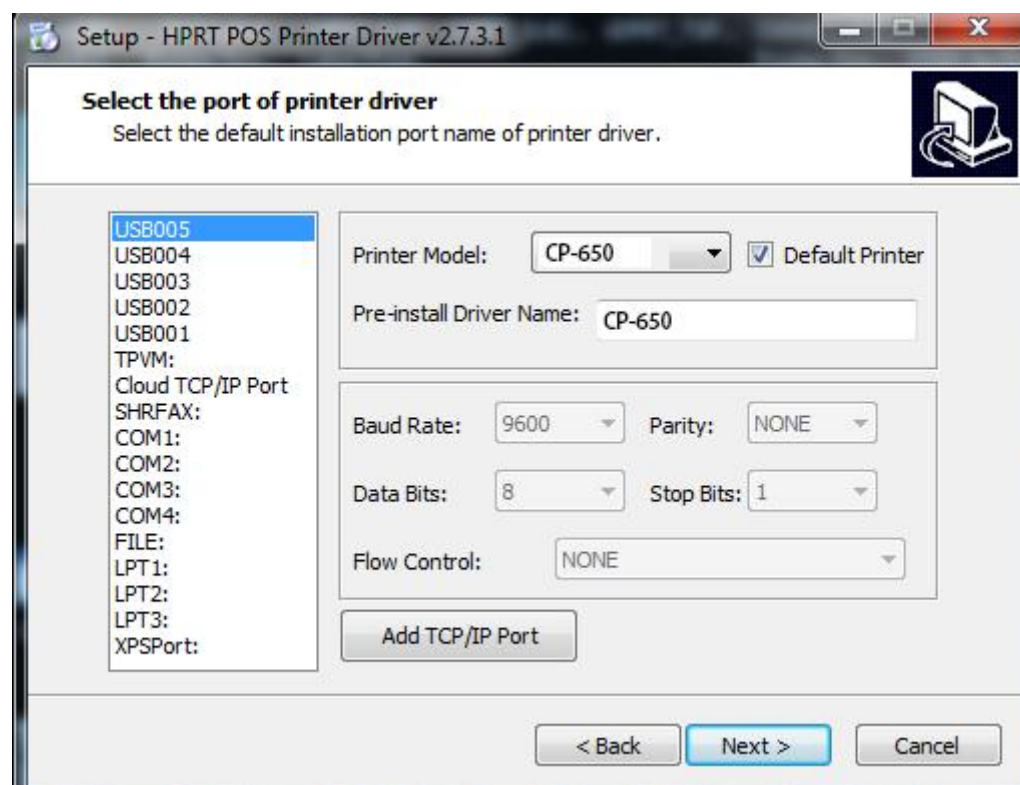 Setup - HPRT POS Printer Driver v2.7.3.1
Select the port of printer driver
Select the default installation port name of printer driver.
USB005
USB004
USB003
USB002
USB001
TPVM:
Cloud TCP/IP Port
SHRFAX:
COM1:
COM2:
COM3:
COM4:
FILE:
LPT1:
LPT2:
LPT3:
XPSPort:
Printer Model: CP-650 Default Printer
Pre-install Driver Name: CP-650
Baud Rate: 9600 Parity: NONE
Data Bits: 8 Stop Bits: 1
Flow Control: NONE
Add TCP/IP Port
< Back Next > Cancel